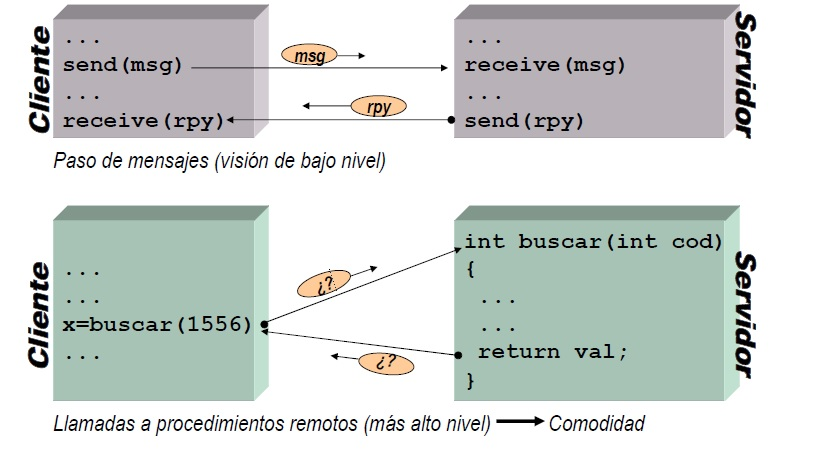 Cliente
...
send(msg)
...
receive(rpy)
msg
rpy
...
receive(msg)
...
send(rpy)
Servidor
Paso de mensajes (visión de bajo nivel)
Cliente
...
...
x=buscar(1556)
...
¿?
¿?
int buscar(int cod)
{
...
...
return val;
}
Servidor
Llamadas a procedimientos remotos (más alto nivel) Comodidad